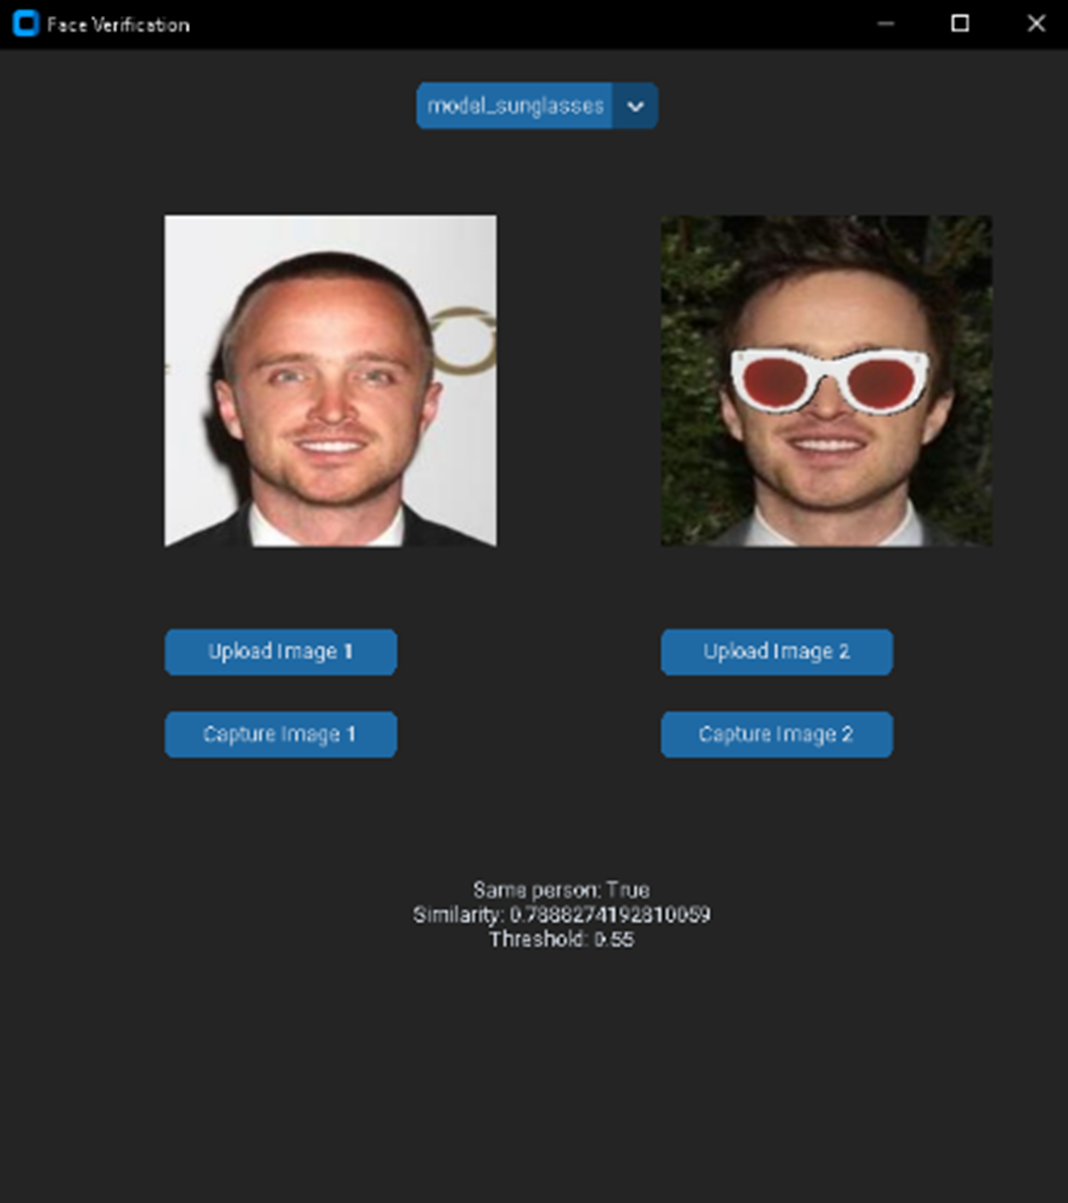 Face Verification
model_sunglasses
Upload Image 1
Upload Image 2
Capture Image 1
Capture Image 2
Same person: True
Similarity: 0.7888274192810059
Threshold: 0.55